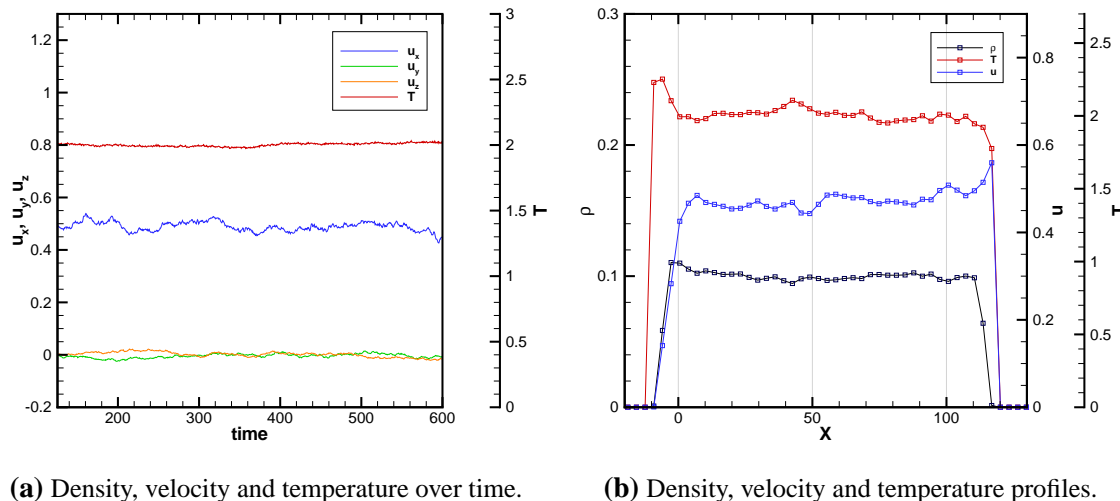 1.2
1
0.8
0.6
0.4
0.2
0
-0.2
u_x, u_y, u_z
200
300
400
500
600
time
3
2.5
2
1.5
1
0.5
0
T
u_x
u_y
u_z
T
0.3
0.2
0.1
0
ρ
0
50
100
X
ρ
T
u
0.8
0.6
0.4
0.2
0
u
2.5
2
1.5
1
0.5
0
T
(a) Density, velocity and temperature over time.
(b) Density, velocity and temperature profiles.